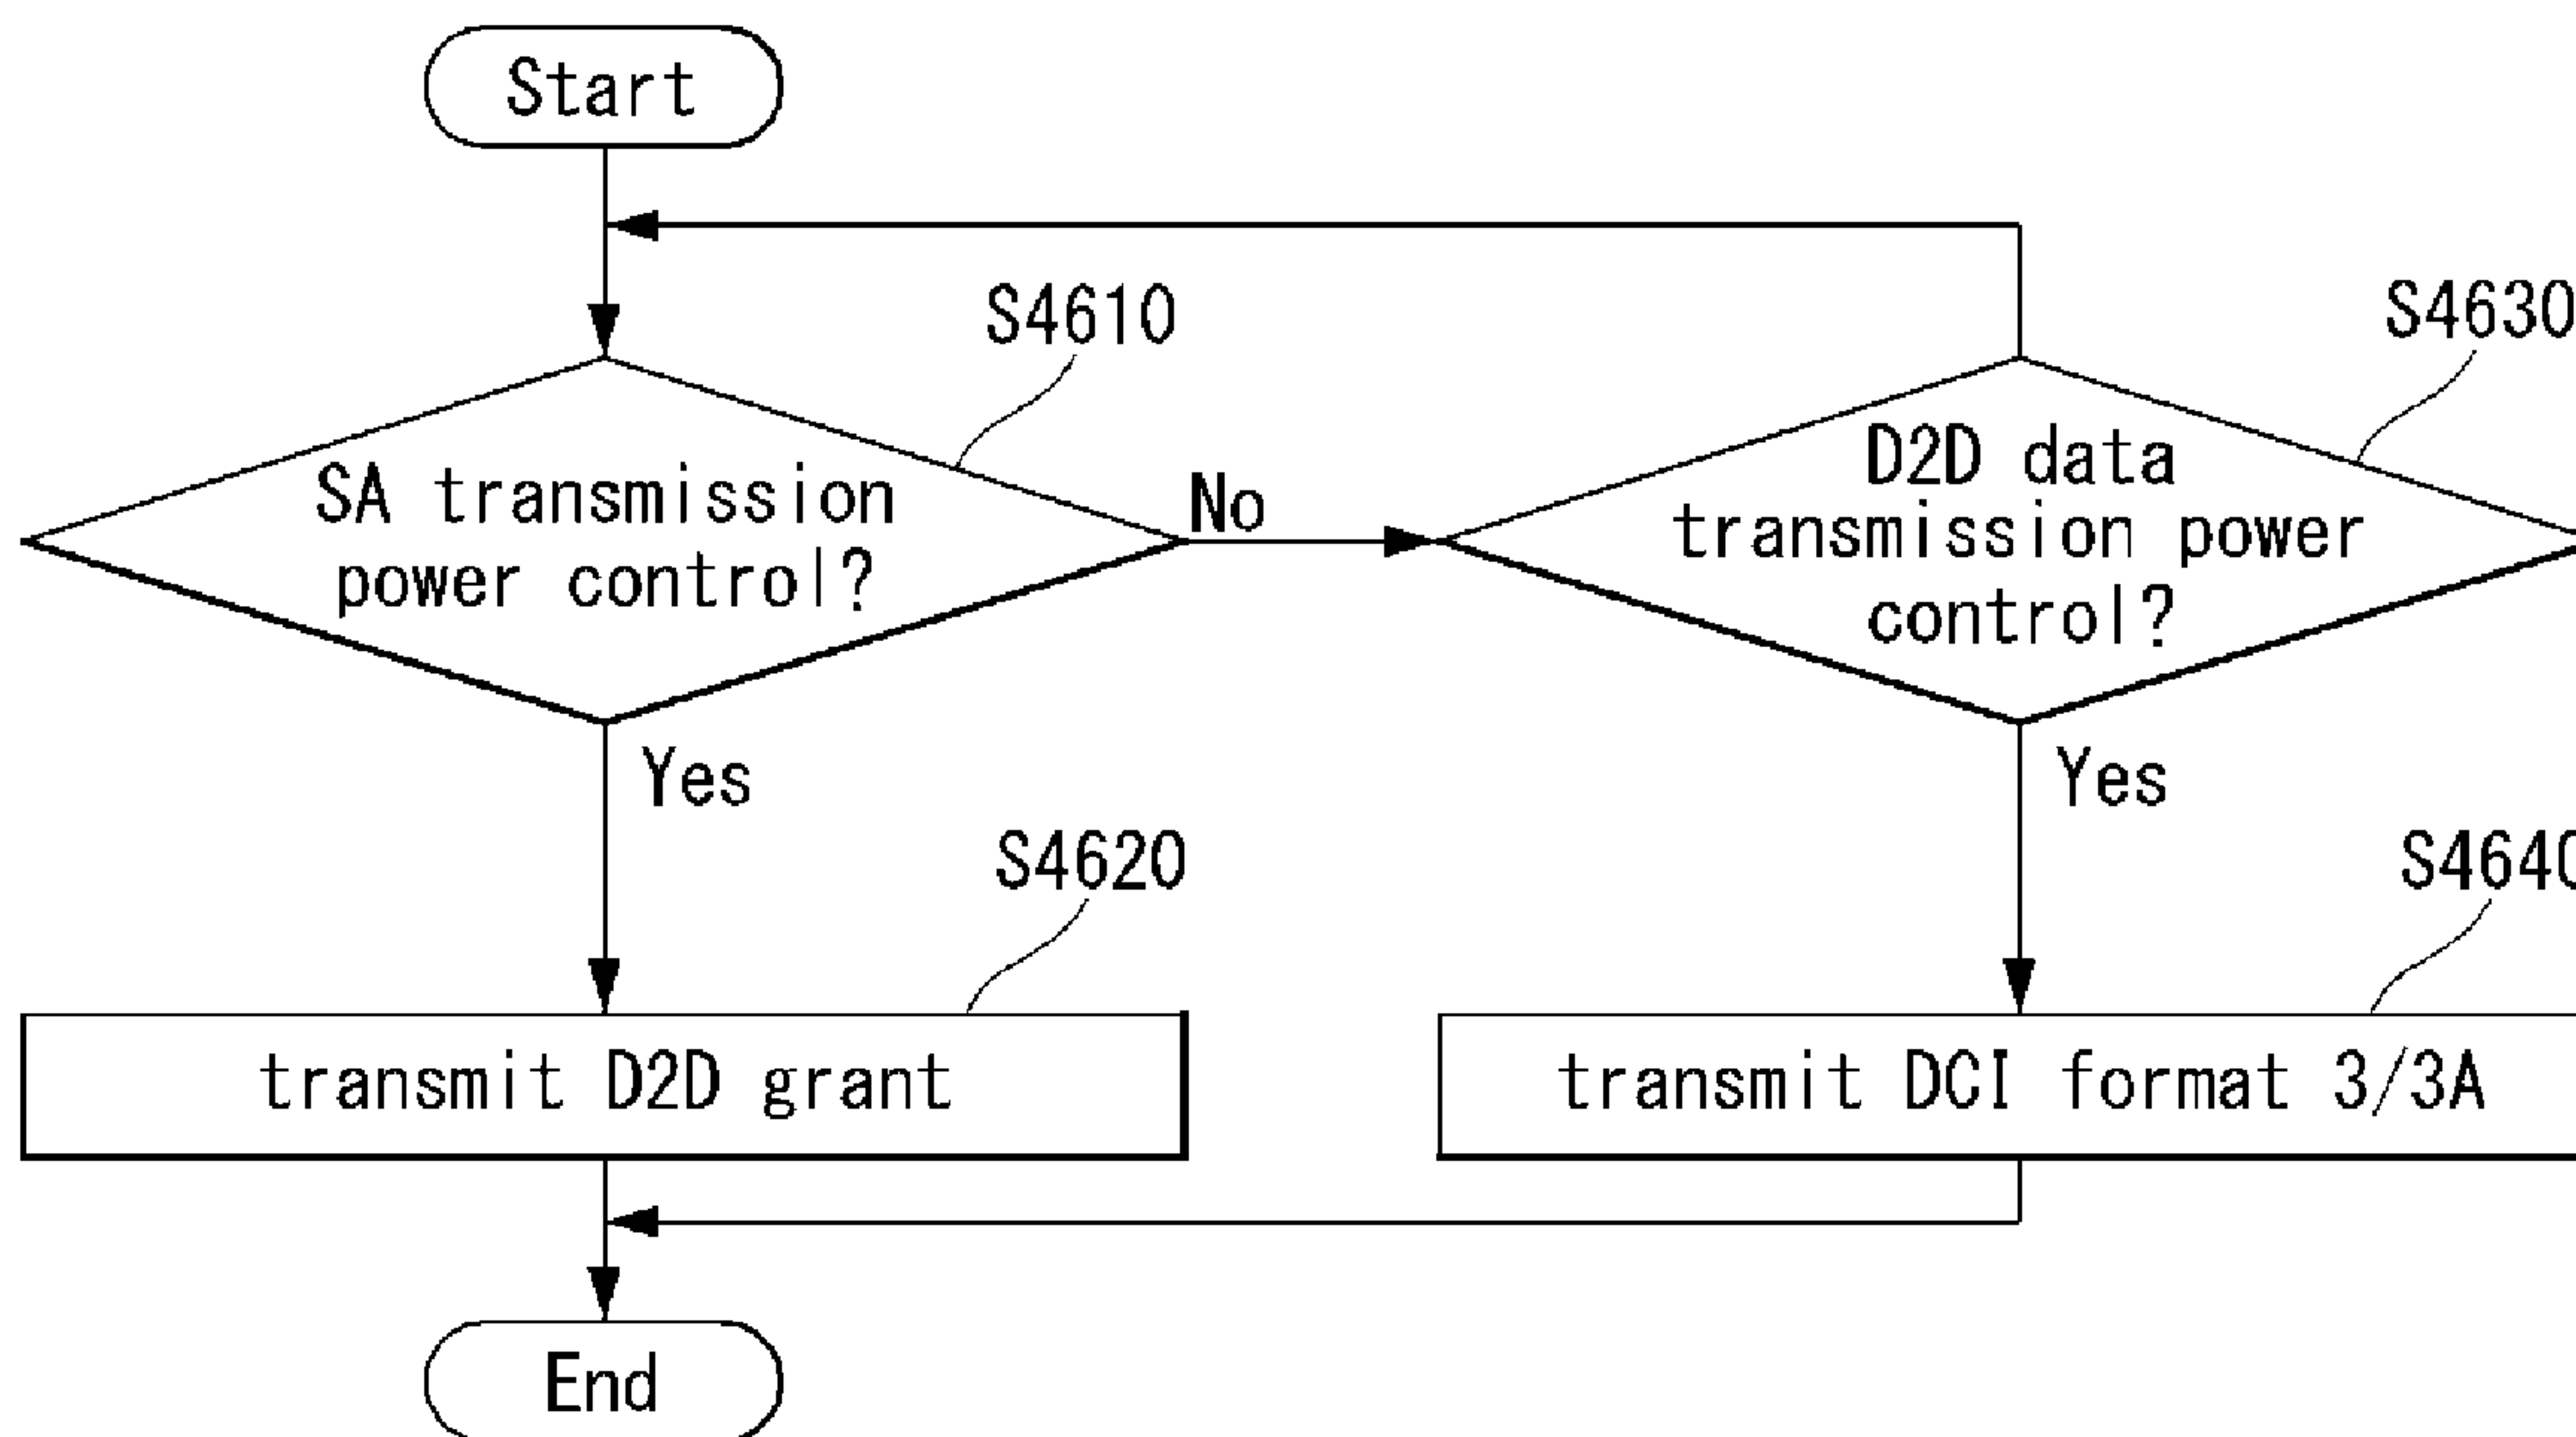 Start
S4610
S4630
SA transmission
power control?
No
D2D data
transmission power
control?
Yes
Yes
S4620
S4640
transmit D2D grant
transmit DCI format 3/3A
End